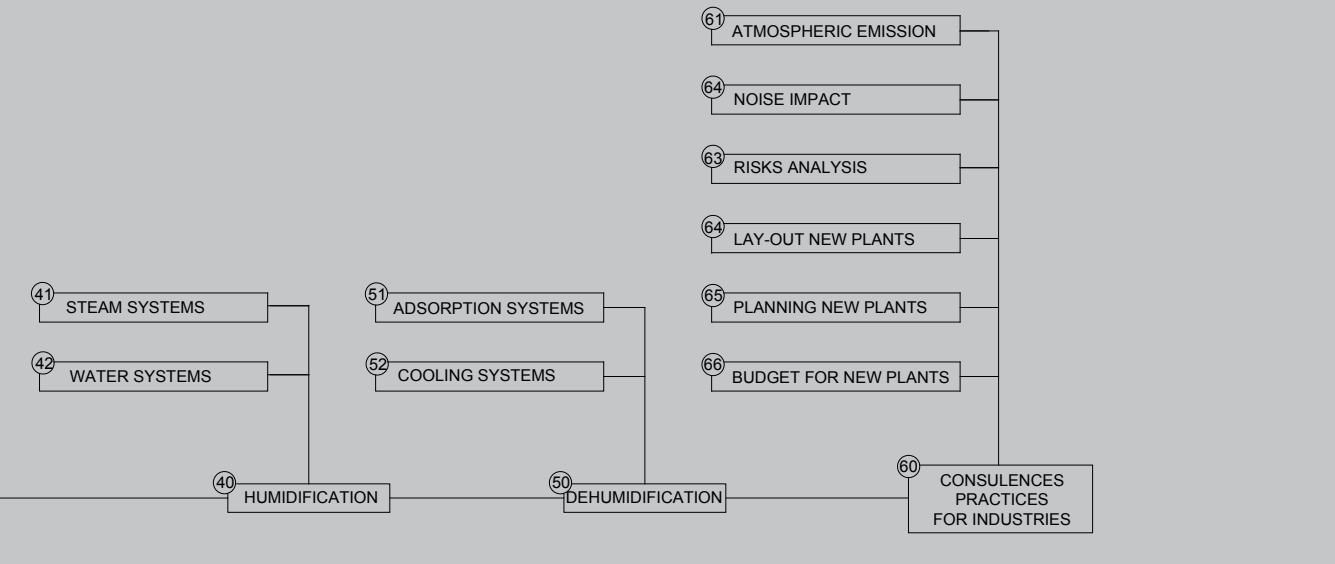 61
ATMOSPHERIC EMISSION
64
NOISE IMPACT
63
RISKS ANALYSIS
64
LAY-OUT NEW PLANTS
41
STEAM SYSTEMS
51
ADSORPTION SYSTEMS
65
PLANNING NEW PLANTS
42
WATER SYSTEMS
52
COOLING SYSTEMS
66
BUDGET FOR NEW PLANTS
40
HUMIDIFICATION
50
DEHUMIDIFICATION
60
CONSULENCES
PRACTICES
FOR INDUSTRIES